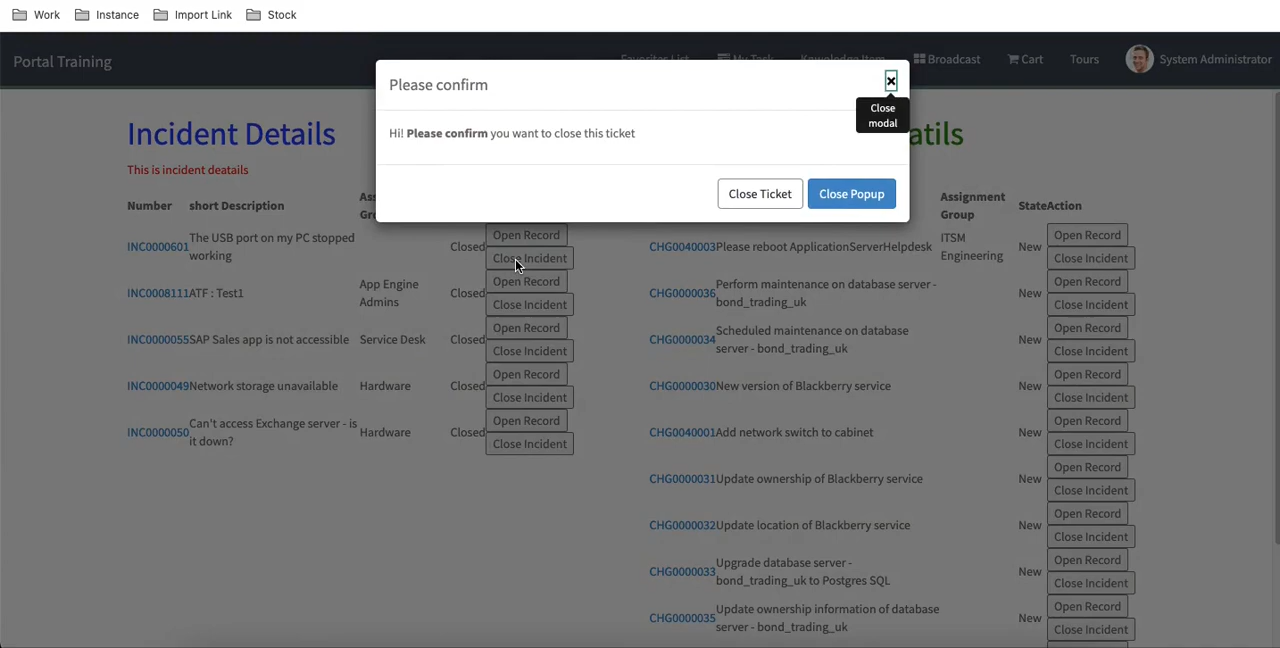 Work Instance Import Link Stock
Portal Training
Favorite List My Task Knowledge Item Broadcast Cart Tours System Administrator
Please confirm
Close
modal
Hi! Please confirm you want to close this ticket
Close Ticket Close Popup
Incident Details
This is incident deatails
Number short Description
INC0000601 The USB port on my PC stopped
working
Closed
Open Record
Close Incident
INC0008111 ATF : Test1
App Engine
Admins
Closed
Open Record
Close Incident
INC0000055 SAP Sales app is not accessible Service Desk Closed
Open Record
Close Incident
INC0000049 Network storage unavailable Hardware Closed
Open Record
Close Incident
INC0000050 Can't access Exchange server - is
it down?
Hardware Closed
Open Record
Close Incident
Assignment
Group
State Action
CHG0040003 Please reboot ApplicationServerHelpdesk
ITSM
Engineering
New
Open Record
Close Incident
CHG0000036 Perform maintenance on database server -
bond_trading_uk
New
Open Record
Close Incident
CHG0000034 Scheduled maintenance on database
server - bond_trading_uk
New
Open Record
Close Incident
CHG0000030 New version of Blackberry service New
Open Record
Close Incident
CHG0040001 Add network switch to cabinet New
Open Record
Close Incident
CHG0000031 Update ownership of Blackberry service New
Open Record
Close Incident
CHG0000032 Update location of Blackberry service New
Open Record
Close Incident
CHG0000033 Upgrade database server -
bond_trading_uk to Postgres SQL
New
Open Record
Close Incident
CHG0000035 Update ownership information of database
server - bond_trading_uk
New
Open Record
Close Incident